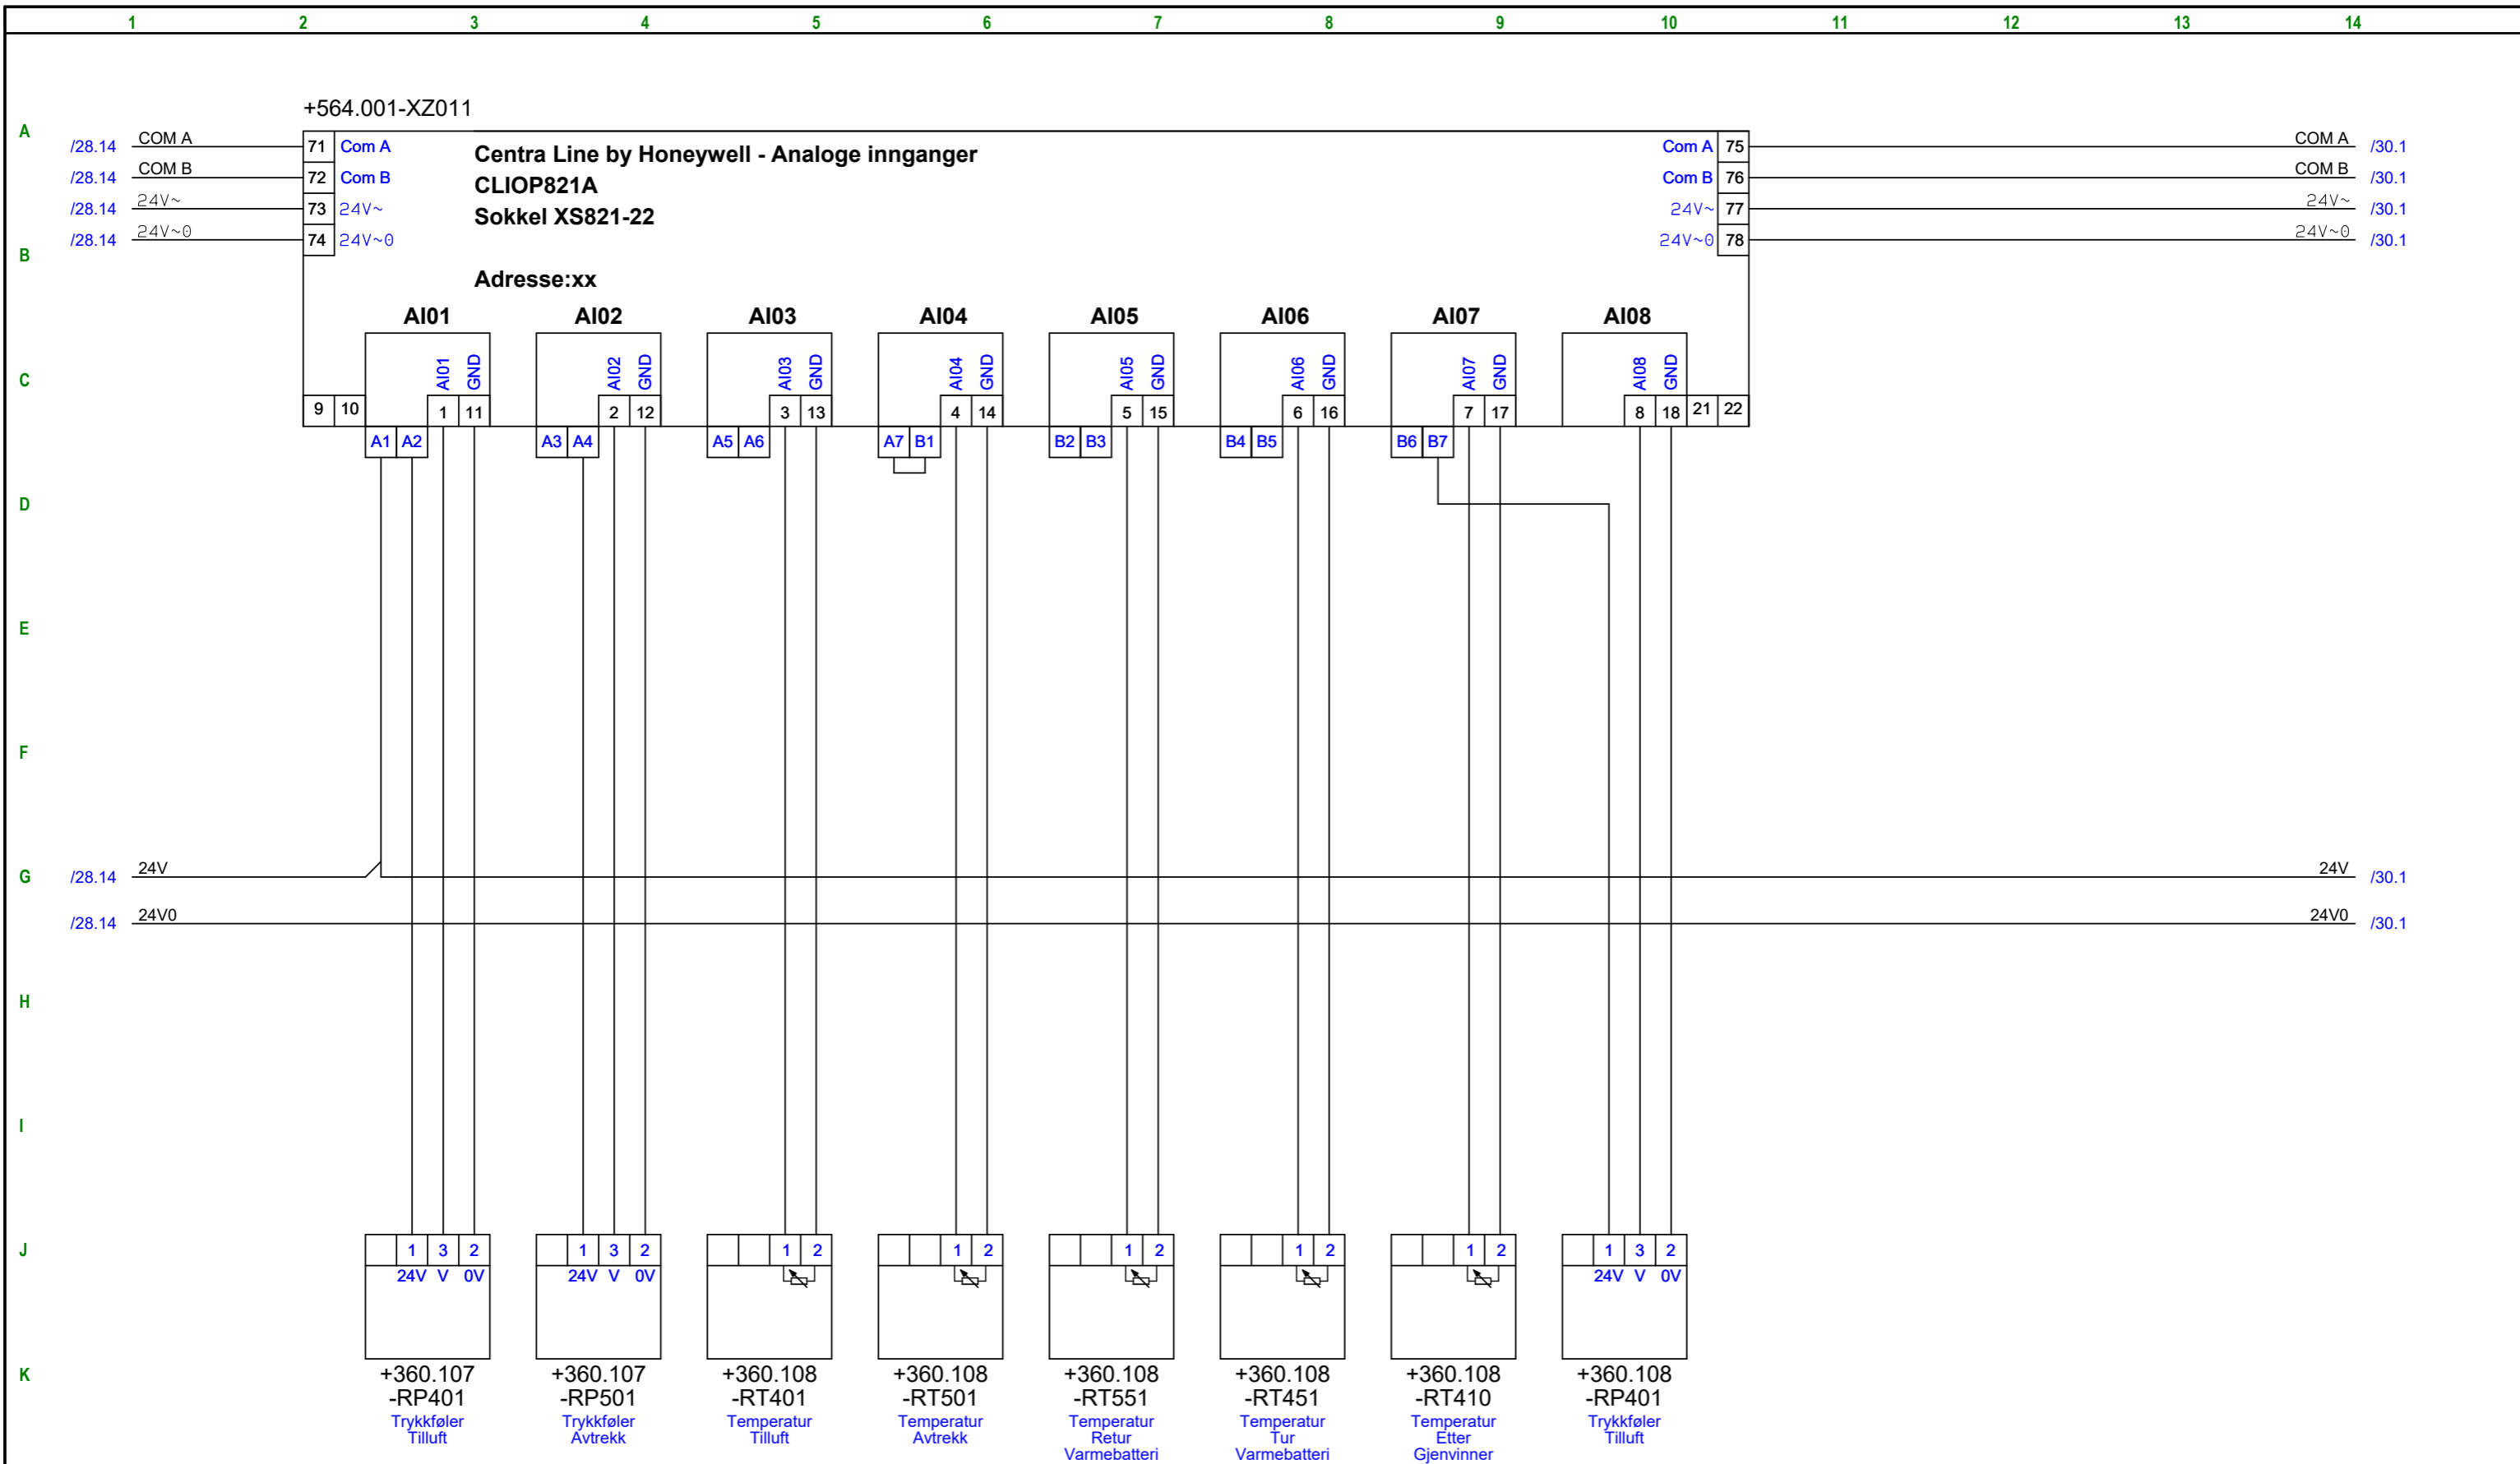 1 2 3 4 5 6 7 8 9 10 11 12 13 14
+564.001-XZ011
A
/28.14 COM A 71 Com A Centra Line by Honeywell - Analoge innganger Com A 75 COM A /30.1
/28.14 COM B 72 Com B CLIOP821A Com B 76 COM B /30.1
/28.14 24V~ 73 24V~ Sokkel XS821-22 24V~ 77 24V~ /30.1
/28.14 24V~0 74 24V~0 24V~0 78 24V~0 /30.1
B
Adresse:xx
AI01 AI02 AI03 AI04 AI05 AI06 AI07 AI08
C
AI01 GND AI02 GND AI03 GND AI04 GND AI05 GND AI06 GND AI07 GND AI08 GND
9 10 1 11 2 12 3 13 4 14 5 15 6 16 7 17 8 18 21 22
A1 A2 A3 A4 A5 A6 A7 B1 B2 B3 B4 B5 B6 B7
D
E
F
G /28.14 24V 24V /30.1
/28.14 24V0 24V0 /30.1
H
I
J 1 3 2 1 3 2 1 2 1 2 1 2 1 2 1 2 1 3 2
24V V 0V 24V V 0V 24V V 0V
K
+360.107 +360.107 +360.108 +360.108 +360.108 +360.108 +360.108 +360.108
-RP401 -RP501 -RT401 -RT501 -RT551 -RT451 -RT410 -RP401
Trykkføler Trykkføler Temperatur Temperatur Temperatur Temperatur Temperatur Trykkføler
Tilluft Avtrekk Tilluft Avtrekk Retur Tur Etter Tilluft
Varmebatteri Varmebatteri Gjenvinner